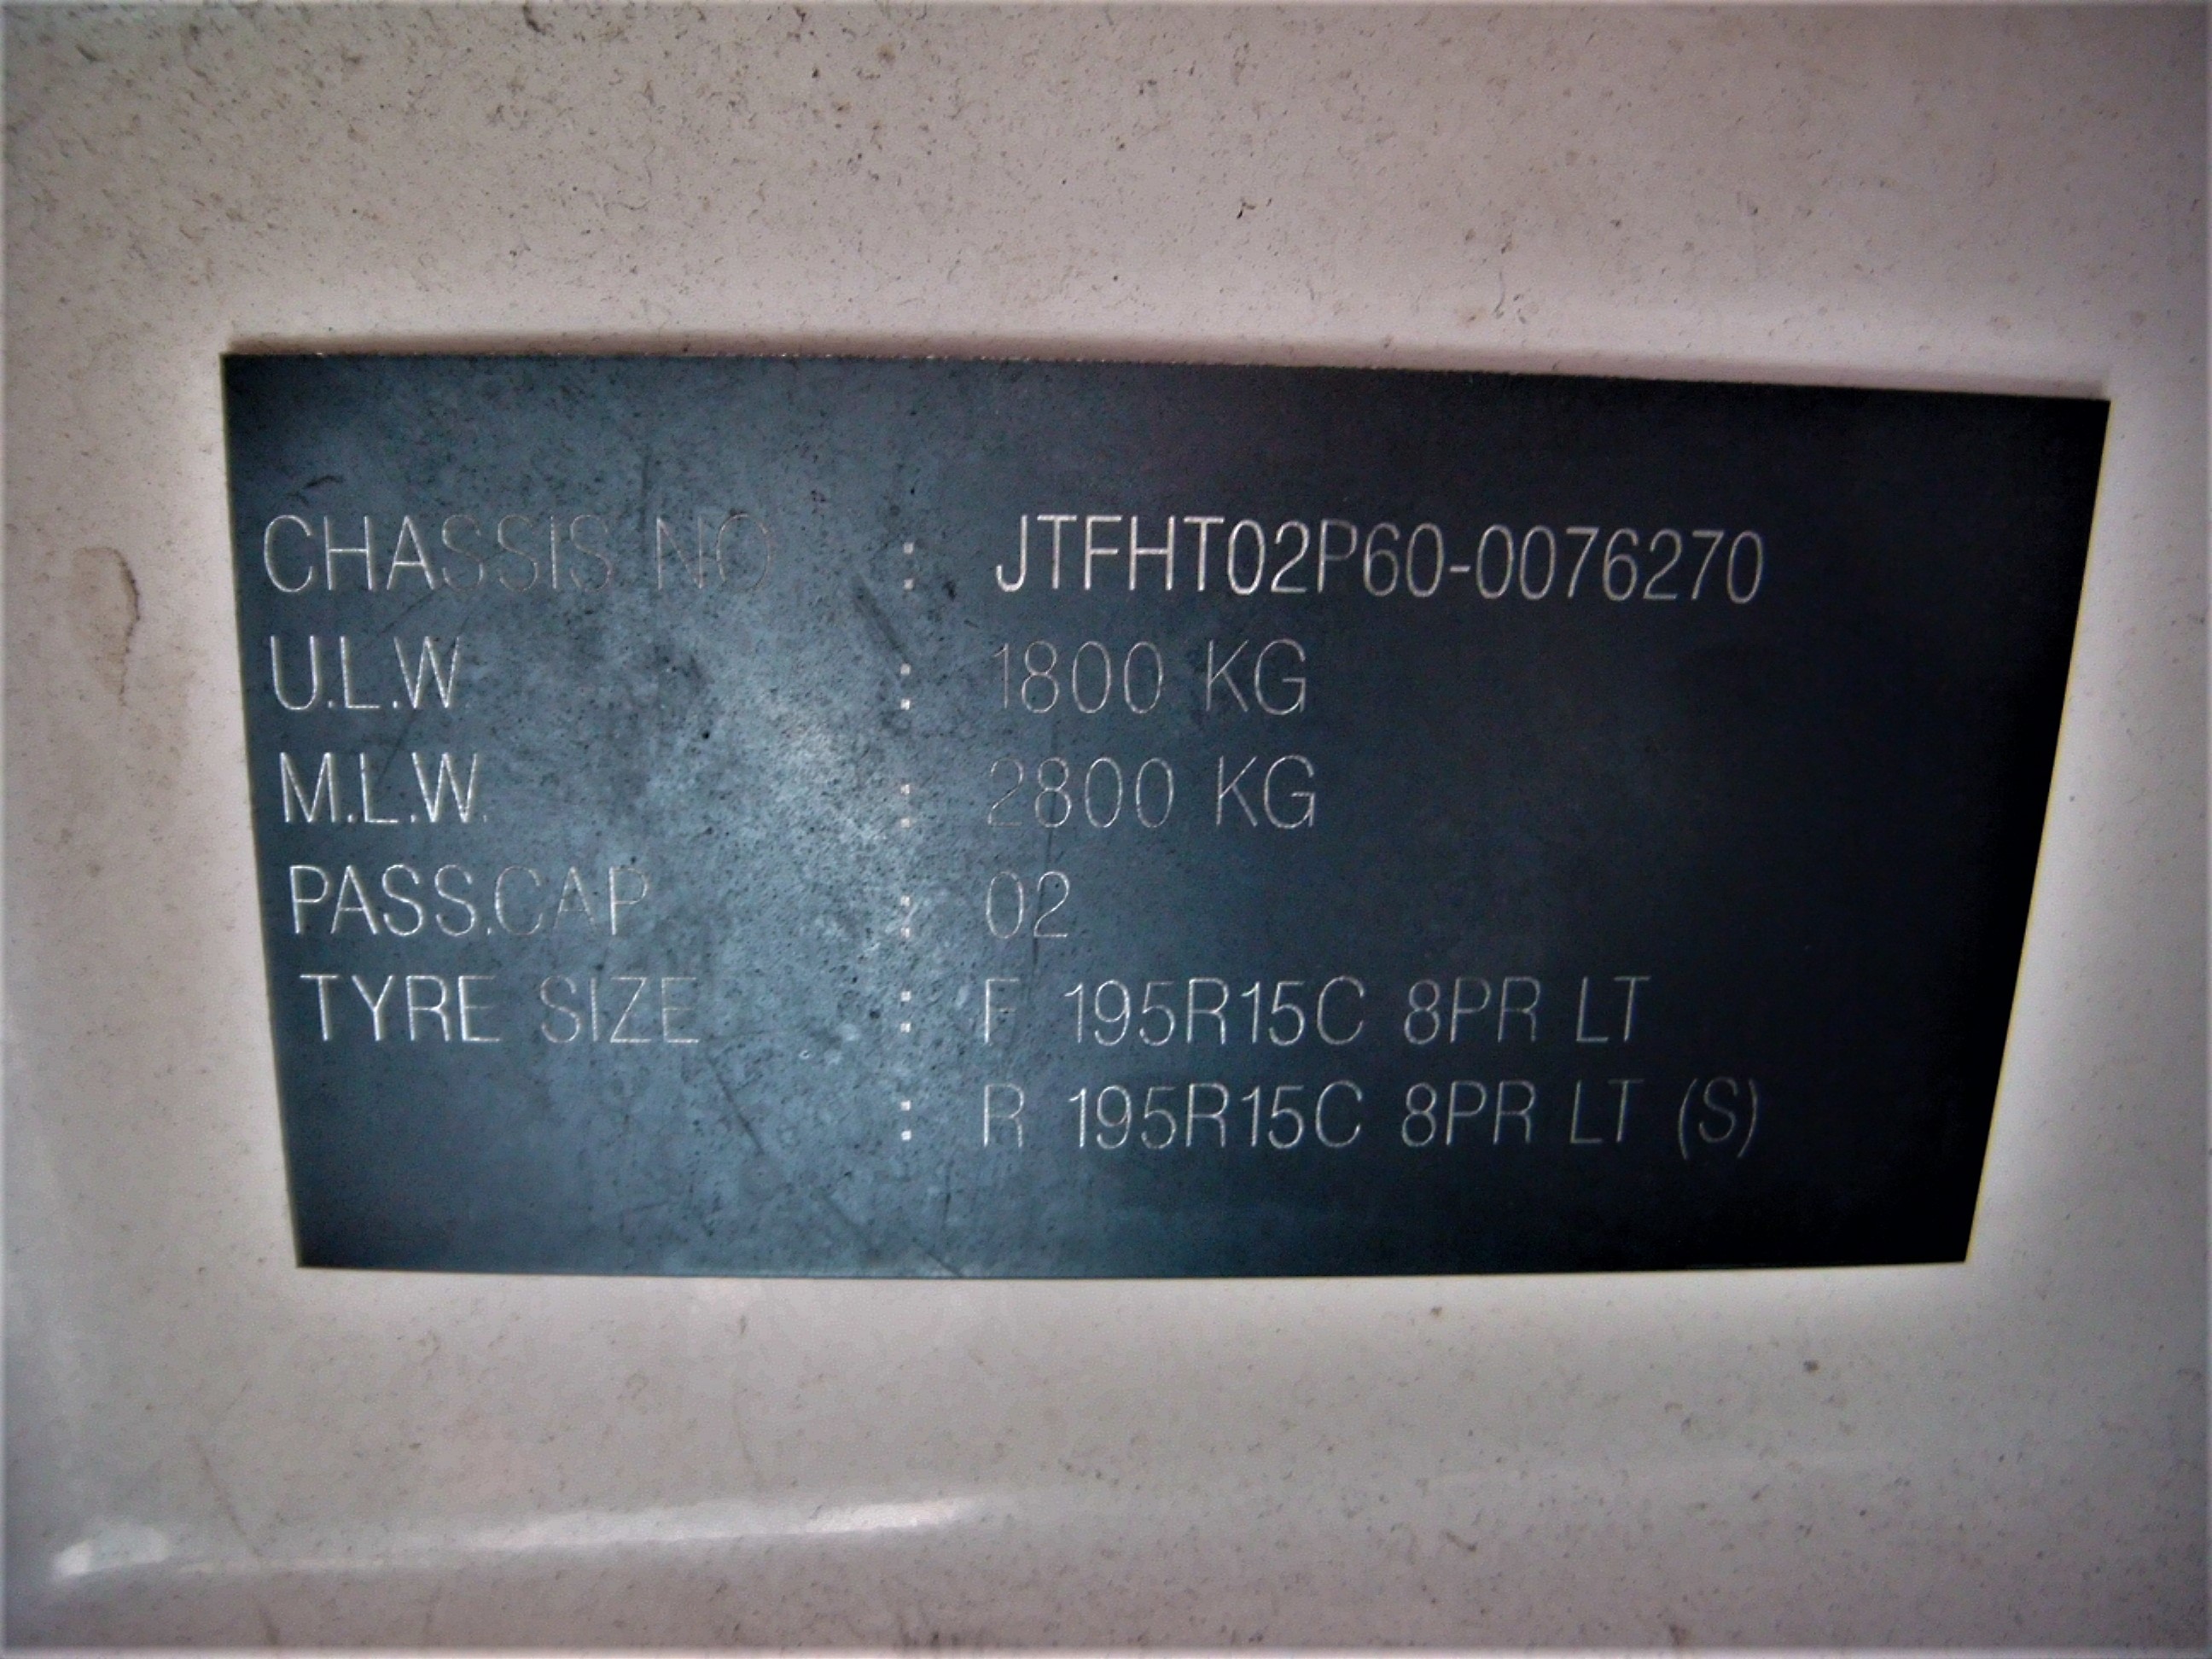 CHASSIS NO : JTFHT02P60-0076270
U.L.W : 1800 KG
M.L.W. : 2800 KG
PASS.CAP : 02
TYRE SIZE : F 195R15C 8PR LT
: R 195R15C 8PR LT (S)